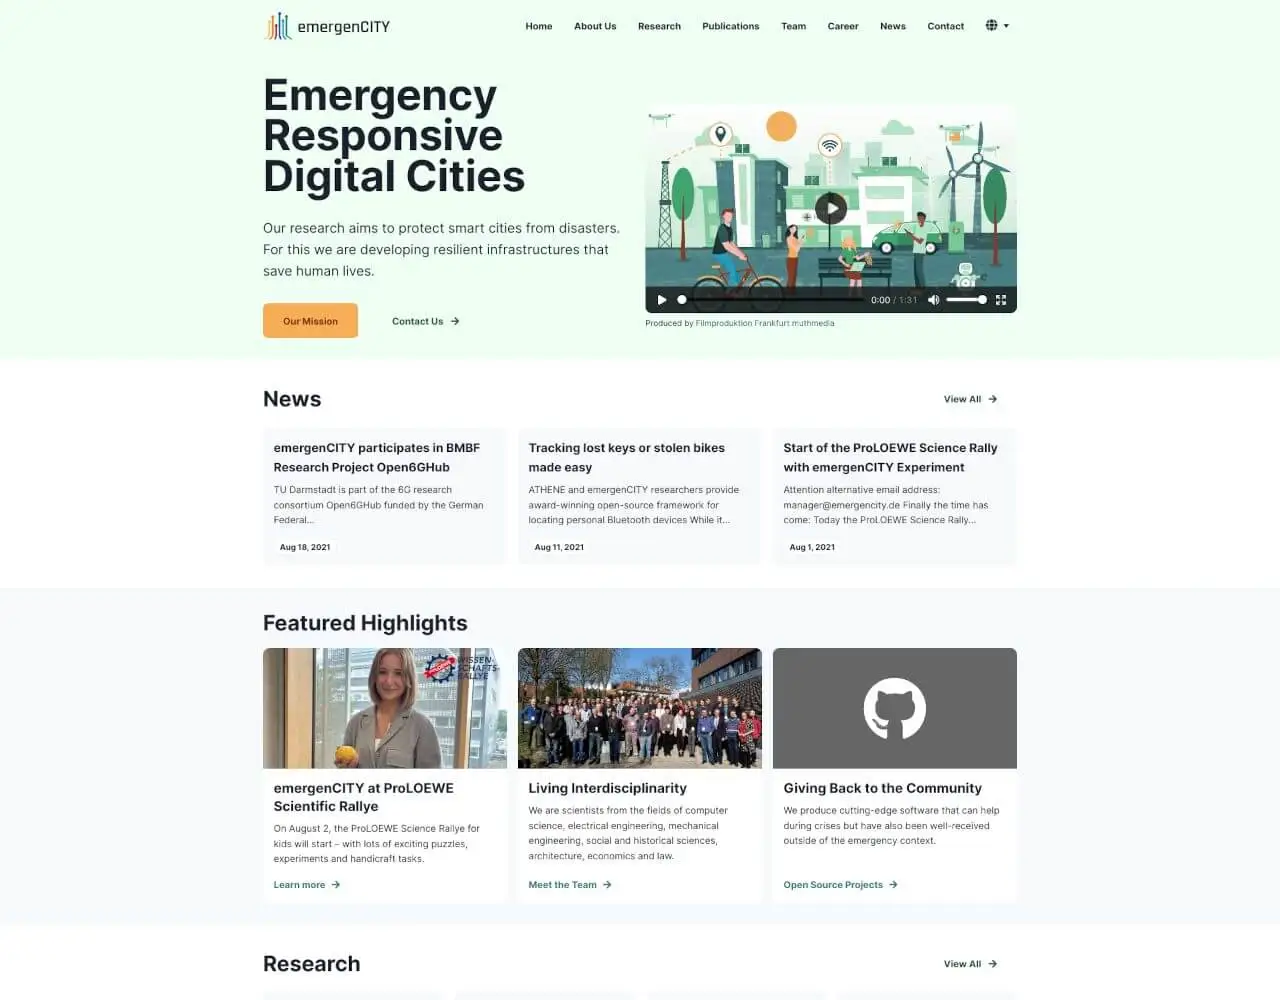 emergenCITY
Home
About Us
Research
Publications
Team
Career
News
Contact
Emergency
Responsive
Digital Cities
Our research aims to protect smart cities from disasters.
For this we are developing resilient infrastructures that
save human lives.
Our Mission
Contact Us
0:00 / 1:31
Produced by Filmproduktion Frankfurt muthmedia
News
View All
emergenCITY participates in BMBF
Research Project Open6GHub
TU Darmstadt is part of the 6G research
consortium Open6GHub funded by the German
Federal...
Aug 18, 2021
Tracking lost keys or stolen bikes
made easy
ATHENE and emergenCITY researchers provide
award-winning open-source framework for
locating personal Bluetooth devices While it...
Aug 11, 2021
Start of the ProLOEWE Science Rally
with emergenCITY Experiment
Attention alternative email address:
manager@emergencity.de Finally the time has
come: Today the ProLOEWE Science Rally...
Aug 1, 2021
Featured Highlights
WISSEN-
SCHAFTS-
RALLYE
emergenCITY at ProLOEWE
Scientific Rallye
On August 2, the ProLOEWE Science Rallye for
kids will start – with lots of exciting puzzles,
experiments and handicraft tasks.
Learn more
Living Interdisciplinarity
We are scientists from the fields of computer
science, electrical engineering, mechanical
engineering, social and historical sciences,
architecture, economics and law.
Meet the Team
Giving Back to the Community
We produce cutting-edge software that can help
during crises but have also been well-received
outside of the emergency context.
Open Source Projects
Research
View All